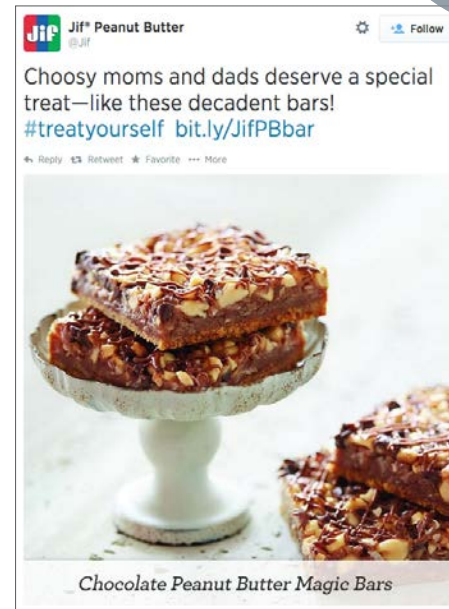 Jif
Jif® Peanut Butter
@Jif
Follow
Choosy moms and dads deserve a special
treat—like these decadent bars!
#treatyourself bit.ly/JifPBbar
Reply Retweet Favorite ••• More
Chocolate Peanut Butter Magic Bars